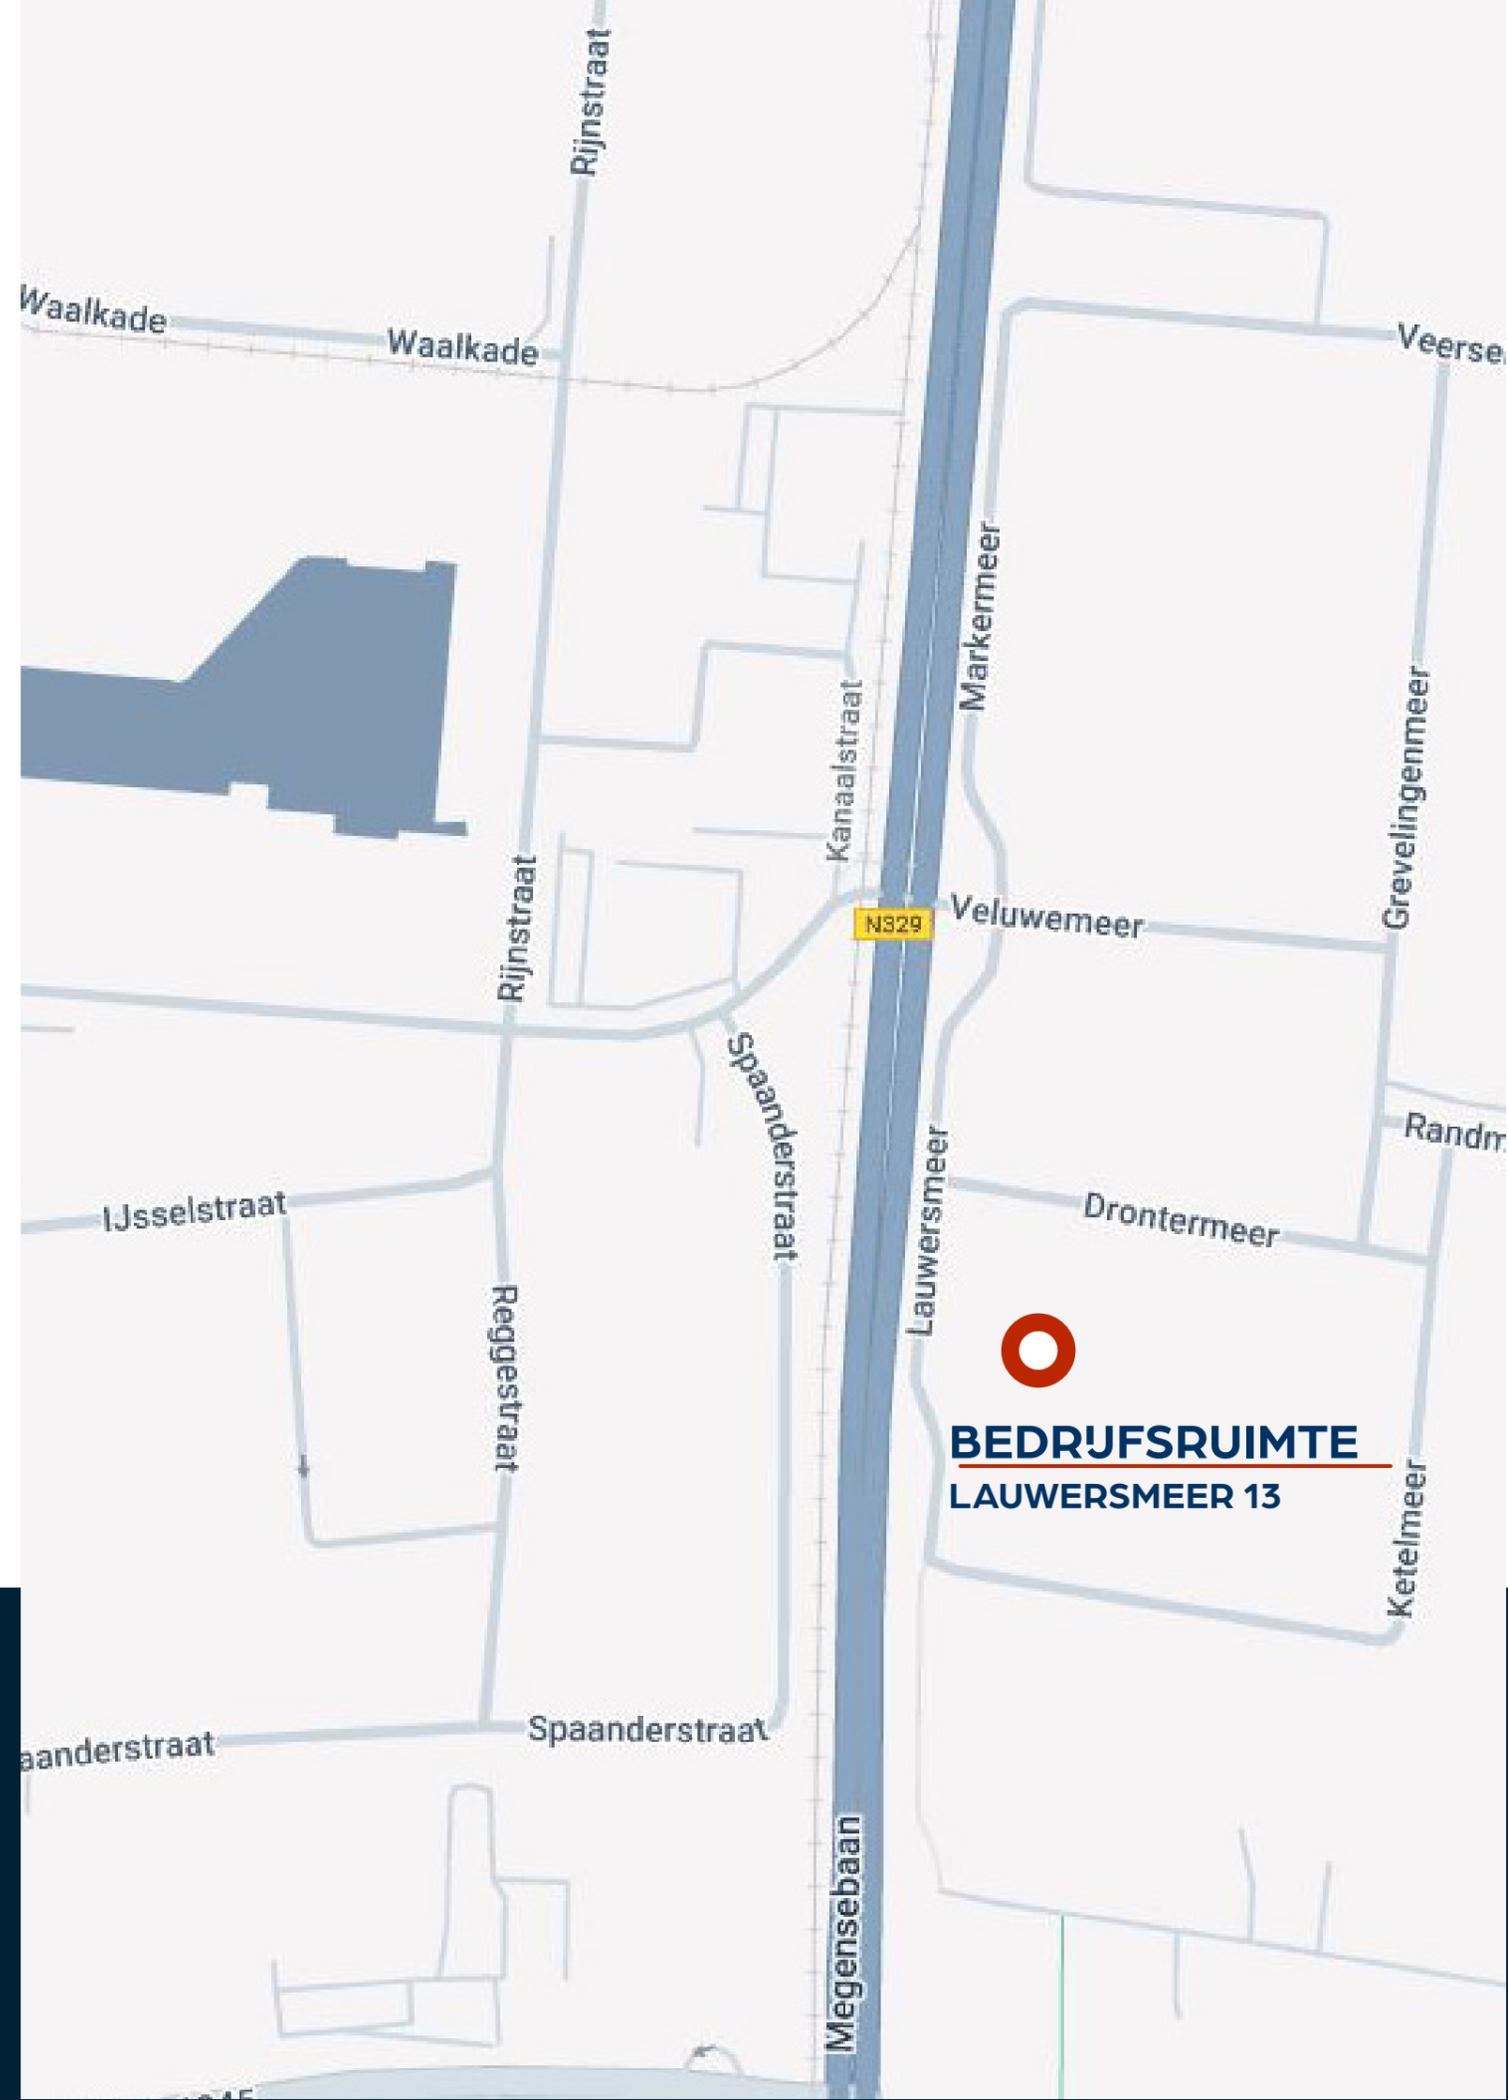 Rijnstraat
Waalkade
Waalkade
Veerse
Markermeer
Grevelingenmeer
Kanaalstraat
Rijnstraat
N329
Veluwemeer
Spaanderstraat
Randm
IJsselstraat
Lauwersmeer
Drontermeer
Reggestraat
BEDRIJFSRUIMTE
LAUWERSMEER 13
Ketelmeer
Spaanderstraat
aanderstraat
Megensebaan